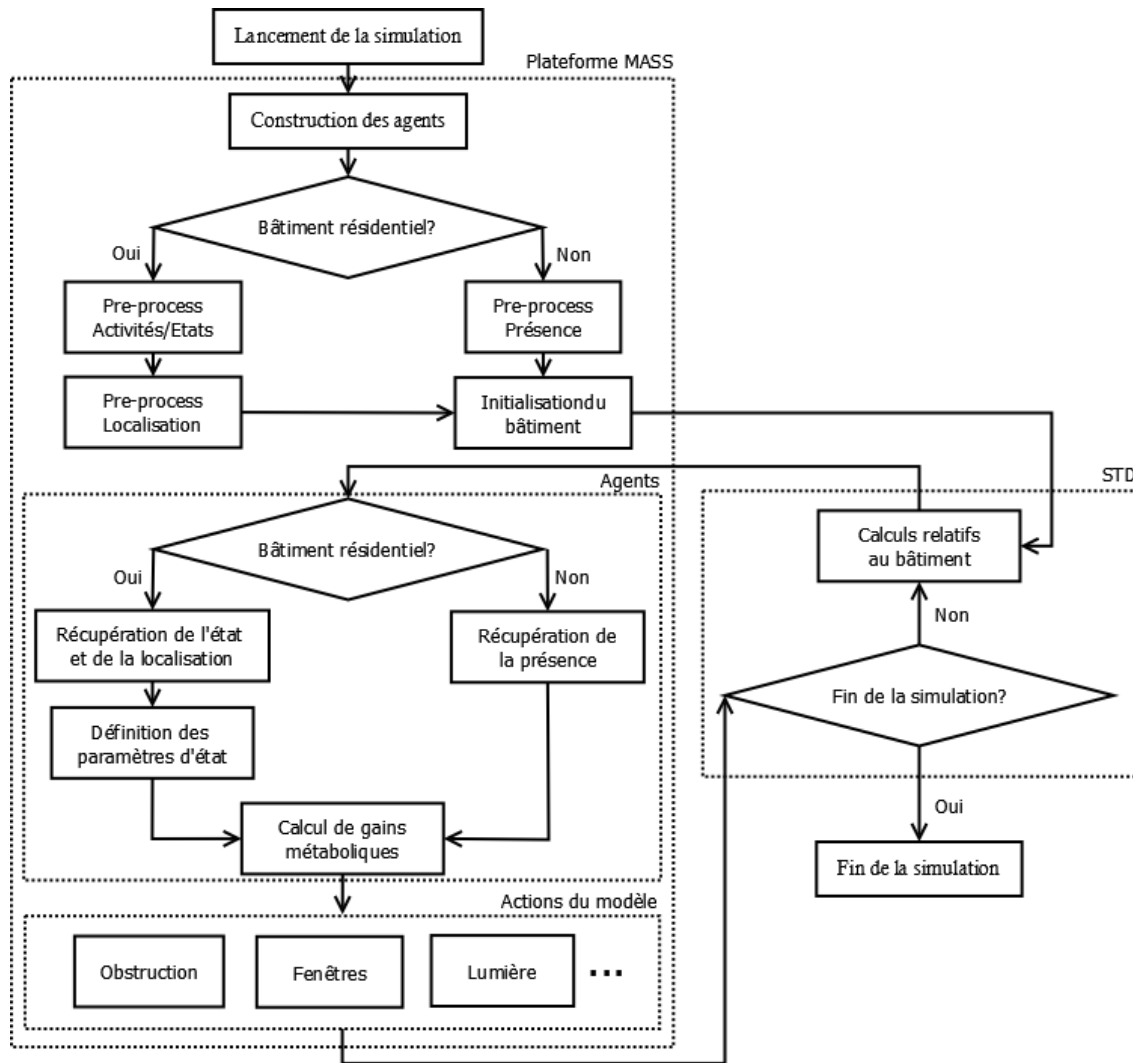 Lancement de la simulation
Plateforme MASS
Construction des agents
Bâtiment résidentiel?
Oui
Non
Pre-process
Activités/Etats
Pre-process
Présence
Pre-process
Localisation
Initialisationdu
bâtiment
Agents
STD
Bâtiment résidentiel?
Calculs relatifs
au bâtiment
Oui
Non
Non
Récupération de l'état
et de la localisation
Récupération de
la présence
Fin de la simulation?
Définition des
paramètres d'état
Oui
Calcul de gains
métaboliques
Fin de la simulation
Actions du modèle
Obstruction
Fenêtres
Lumière
...